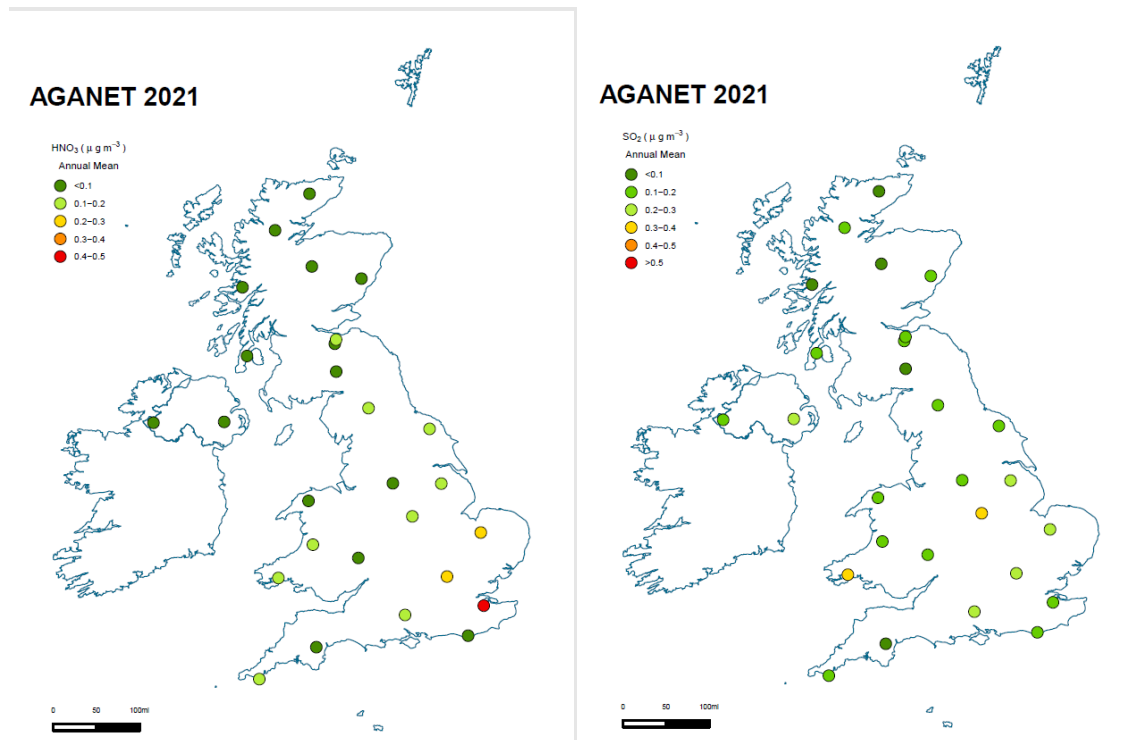 AGANET 2021
HNO₃ ( μ g m⁻³ )
Annual Mean
<0.1
0.1−0.2
0.2−0.3
0.3−0.4
0.4−0.5
0 50 100mi
AGANET 2021
SO₂ ( μ g m⁻³ )
Annual Mean
<0.1
0.1−0.2
0.2−0.3
0.3−0.4
0.4−0.5
>0.5
0 50 100mi